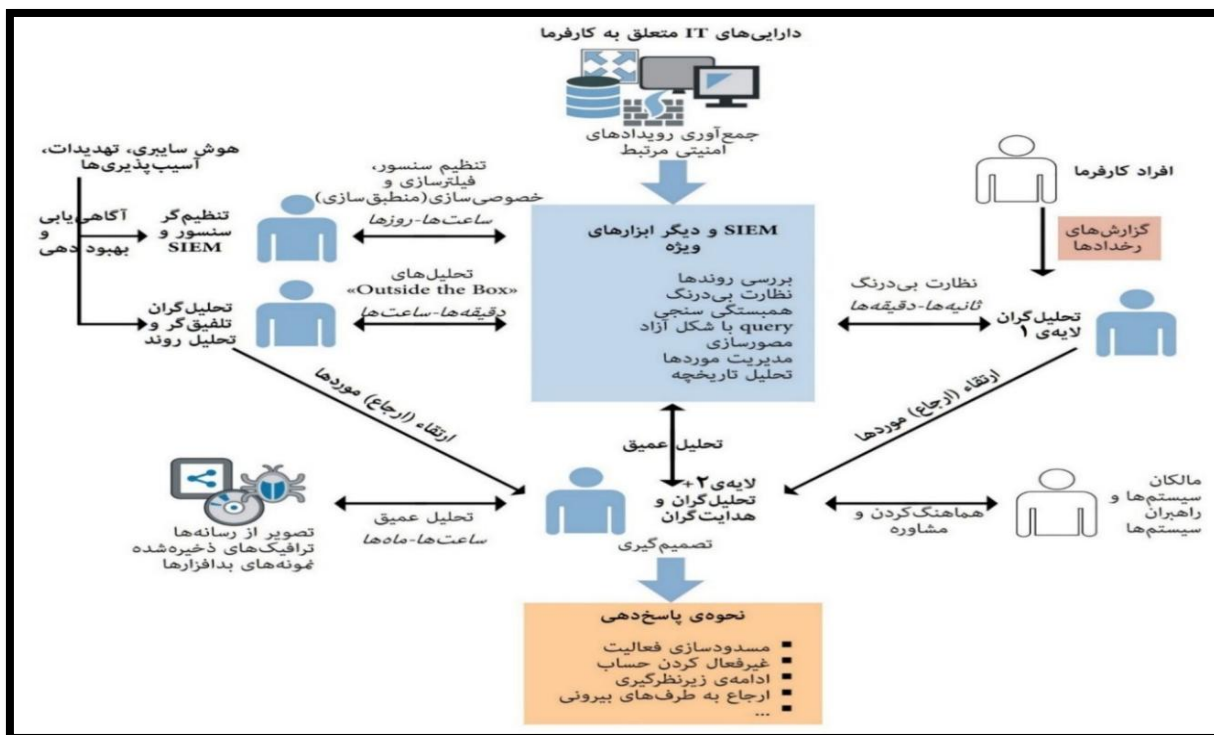 دارایی‌های IT متعلق به کارفرما
جمع‌آوری رویدادهای
امنیتی مرتبط
افراد کارفرما
گزارش‌های
رخدادها
هوش سایبری، تهدیدات،
آسیب‌پذیری‌ها
آگاهی‌یابی
و
بهبود دهی
تنظیم‌گر
سنسور و
SIEM
تنظیم سنسور،
فیلترسازی و
خصوصی‌سازی(منطبق‌سازی)
ساعت‌ها-روزها
تحلیل‌گران
تلفیق‌گر و
تحلیل روند
تحلیل‌های
«Outside the Box»
دقیقه‌ها-ساعت‌ها
SIEM و دیگر ابزارهای
ویژه
بررسی روندها
نظارت بی‌درنگ
همبستگی سنجی
query با شکل آزاد
مصورسازی
مدیریت موردها
تحلیل تاریخچه
نظارت بی‌درنگ
ثانیه‌ها-دقیقه‌ها
تحلیل‌گران
لایه‌ی ۱
ارتقاء (ارجاع) موردها
ارتقاء (ارجاع) موردها
تحلیل عمیق
لایه‌ی ۲+
تحلیل‌گران و
هدایت‌گران
تصمیم‌گیری
تحلیل عمیق
ساعت‌ها-ماه‌ها
تصویر از رسانه‌ها
ترافیک‌های ذخیره‌شده
نمونه‌های بدافزارها
هماهنگ‌کردن و
مشاوره
مالکان
سیستم‌ها و
راهبران
سیستم‌ها
نحوه‌ی پاسخ‌دهی
▪ مسدودسازی فعالیت
▪ غیرفعال کردن حساب
▪ ادامه‌ی زیرنظرگیری
▪ ارجاع به طرف‌های بیرونی
▪ ...